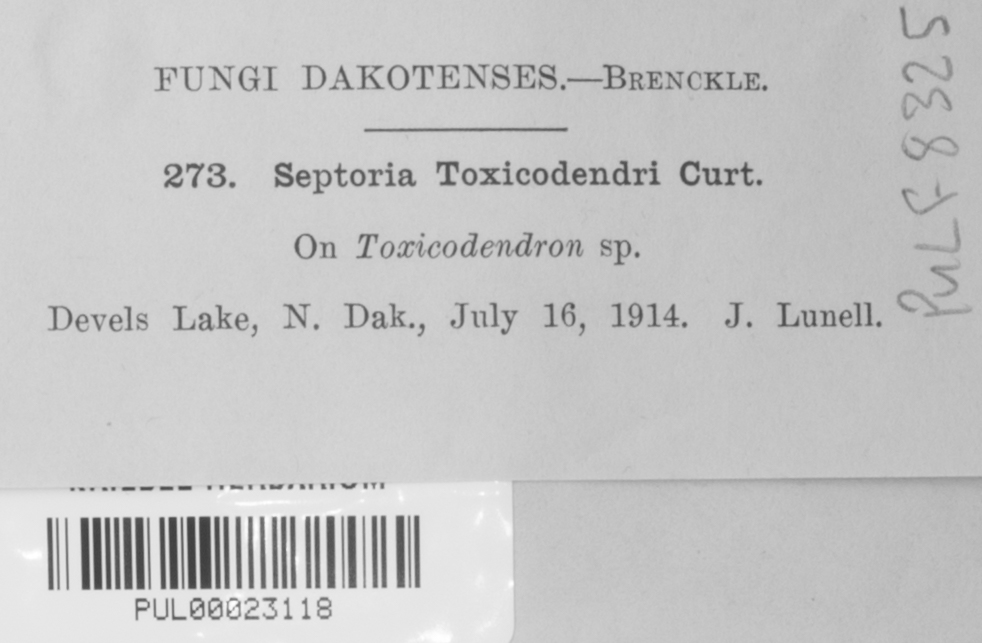 FUNGI DAKOTENSES.—BRENCKLE.
273. Septoria Toxicodendri Curt.
On Toxicodendron sp.
Devels Lake, N. Dak., July 16, 1914. J. Lunell.
PUL F 8325
HERBARIUM
PUL00023118